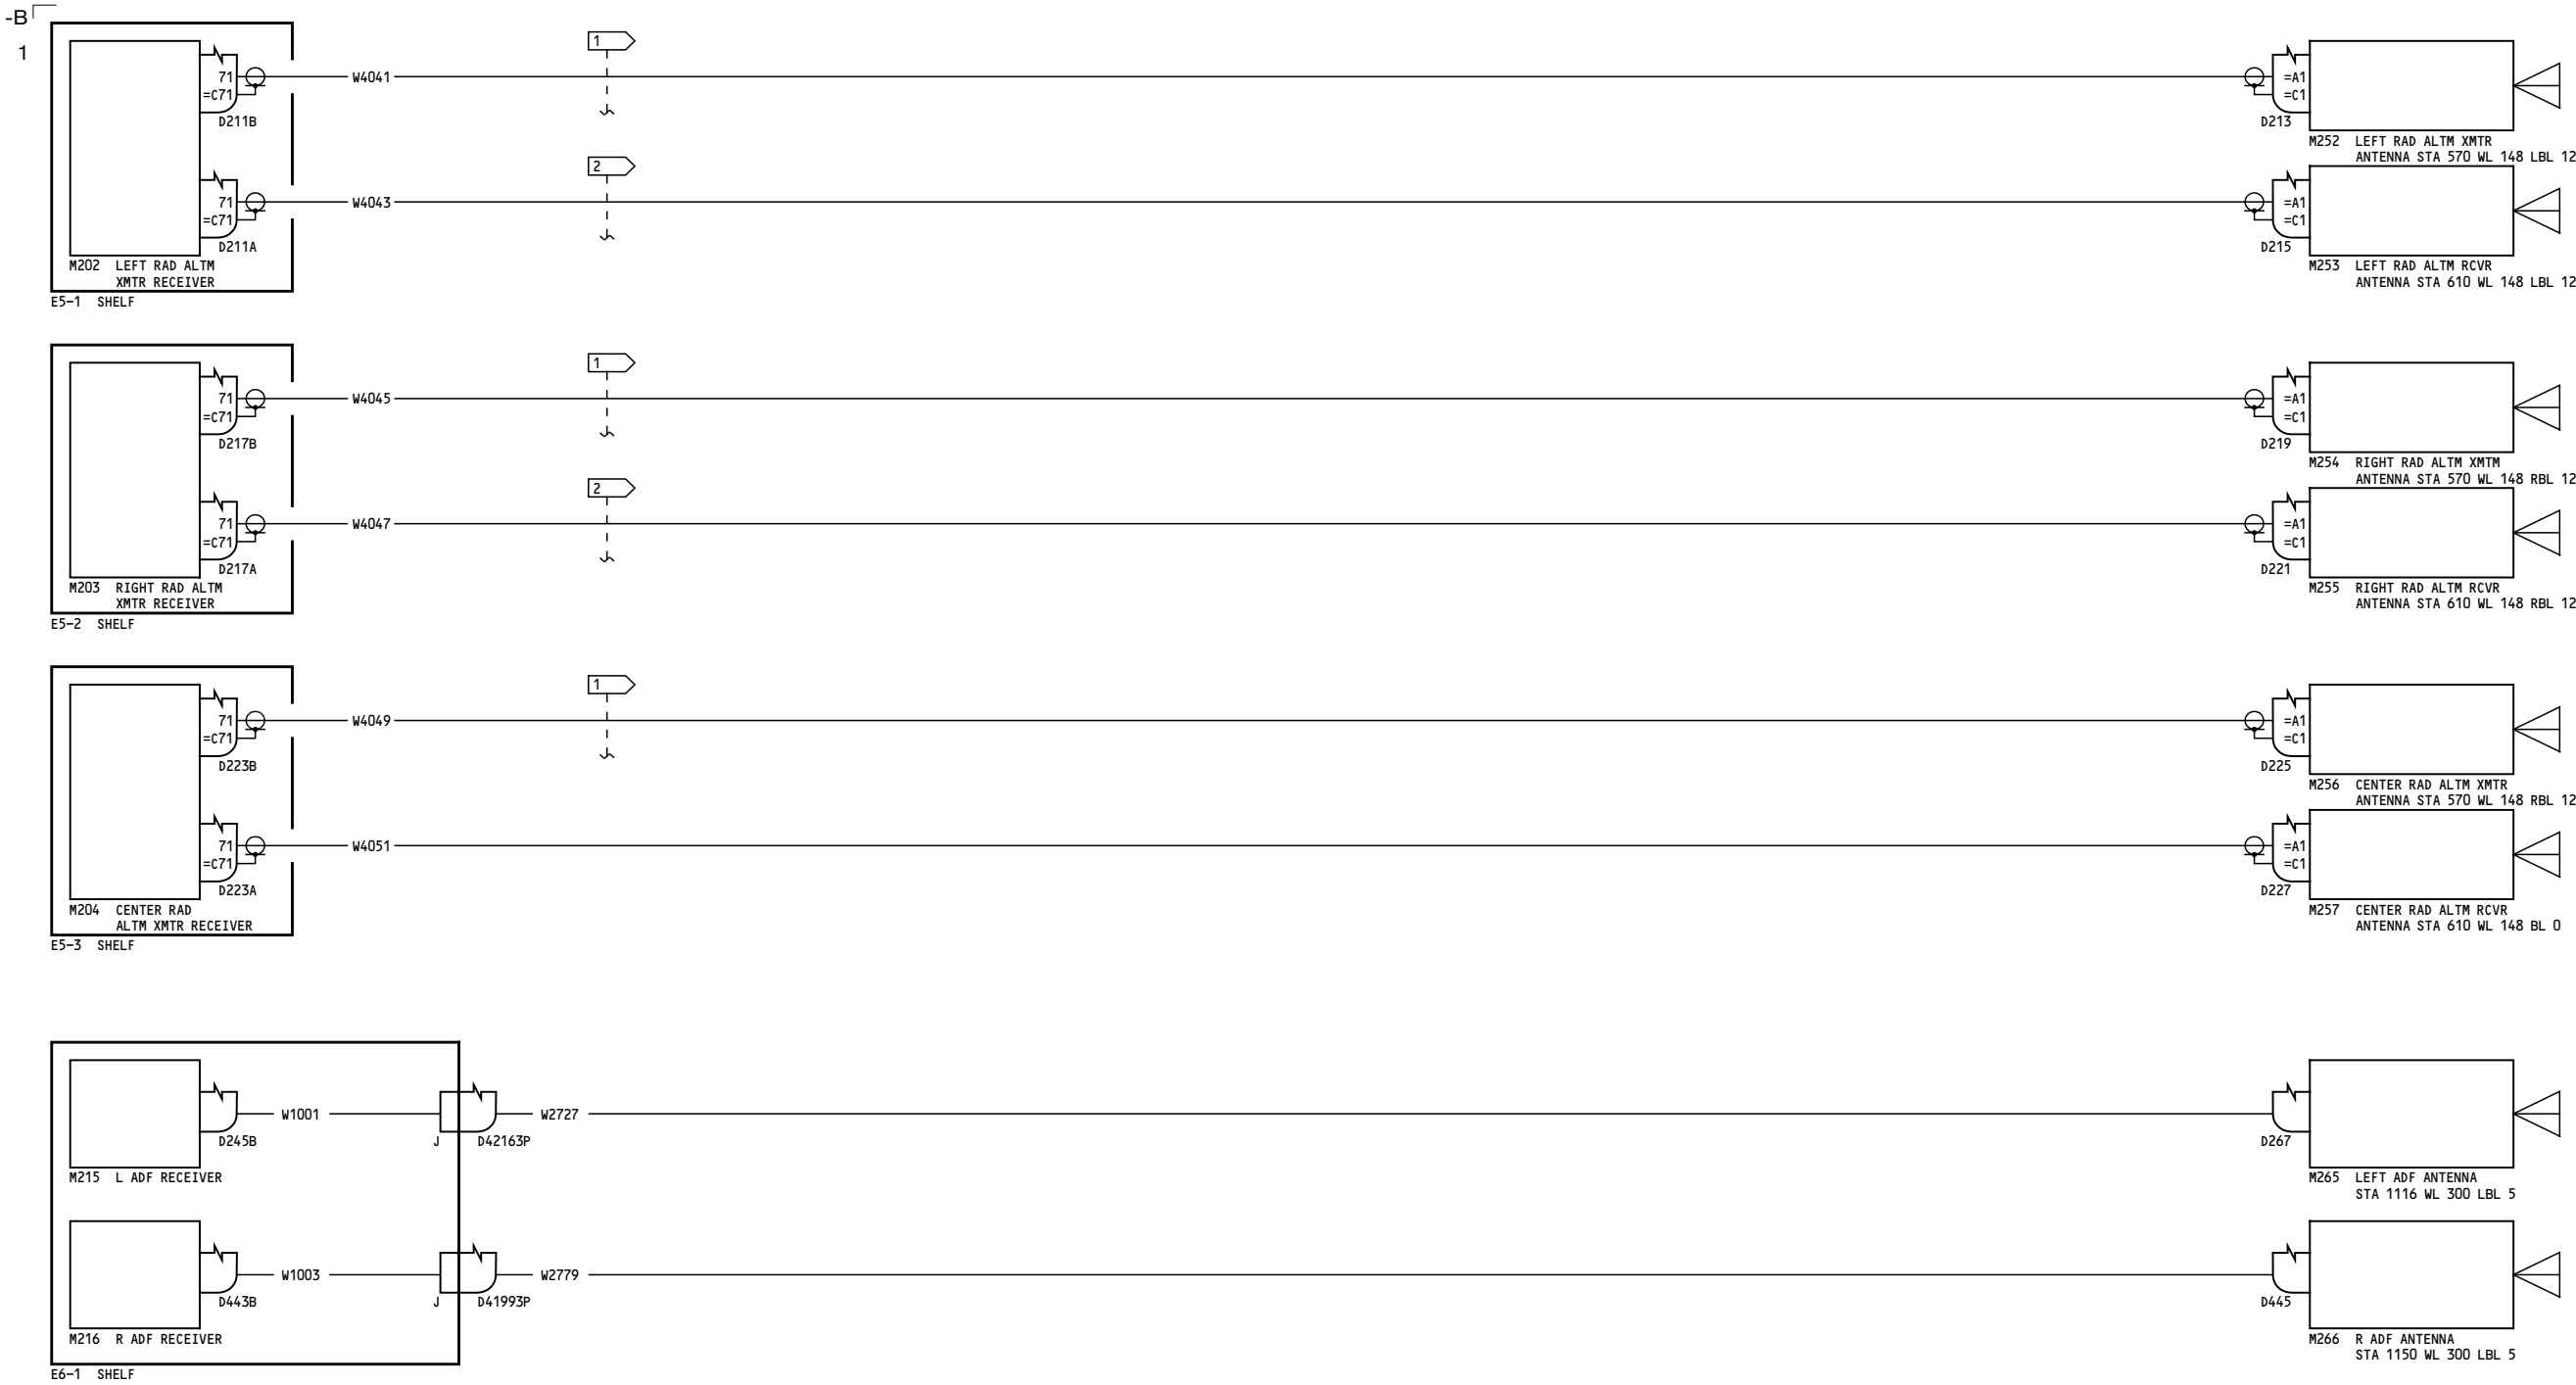 -B
1
1
71
=C71
D211B
W4041
=A1
=C1
D213
M252 LEFT RAD ALTM XMTR
ANTENNA STA 570 WL 148 LBL 12
2
71
=C71
D211A
W4043
=A1
=C1
D215
M202 LEFT RAD ALTM
XMTR RECEIVER
E5-1 SHELF
M253 LEFT RAD ALTM RCVR
ANTENNA STA 610 WL 148 LBL 12
1
71
=C71
D217B
W4045
=A1
=C1
D219
M254 RIGHT RAD ALTM XMTM
ANTENNA STA 570 WL 148 RBL 12
2
71
=C71
D217A
W4047
=A1
=C1
D221
M203 RIGHT RAD ALTM
XMTR RECEIVER
E5-2 SHELF
M255 RIGHT RAD ALTM RCVR
ANTENNA STA 610 WL 148 RBL 12
1
71
=C71
D223B
W4049
=A1
=C1
D225
M256 CENTER RAD ALTM XMTR
ANTENNA STA 570 WL 148 RBL 12
71
=C71
D223A
W4051
=A1
=C1
D227
M204 CENTER RAD
ALTM XMTR RECEIVER
E5-3 SHELF
M257 CENTER RAD ALTM RCVR
ANTENNA STA 610 WL 148 BL 0
D245B
W1001
J
D42163P
W2727
D267
M215 L ADF RECEIVER
M265 LEFT ADF ANTENNA
STA 1116 WL 300 LBL 5
D443B
W1003
J
D41993P
W2779
D445
M216 R ADF RECEIVER
E6-1 SHELF
M266 R ADF ANTENNA
STA 1150 WL 300 LBL 5